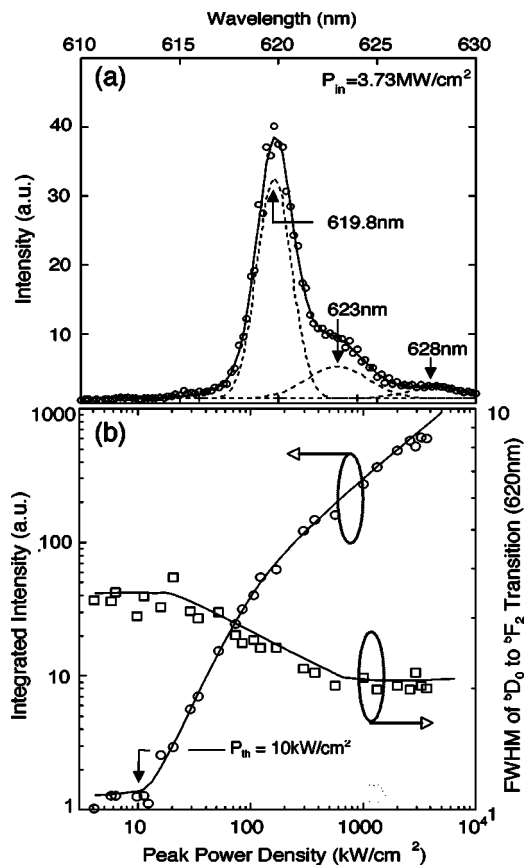 Wavelength (nm)
610 615 620 625 630
(a)
P_in=3.73MW/cm²
40
30
20
10
Intensity (a.u.)
619.8nm
623nm
628nm
(b)
1000
.100
10
1
Integrated Intensity (a.u.)
10
1
FWHM of ⁵D₀ to ⁵F₂ Transition (620nm)
P_th = 10kW/cm²
10 100 1000 10⁴
Peak Power Density (kW/cm²)